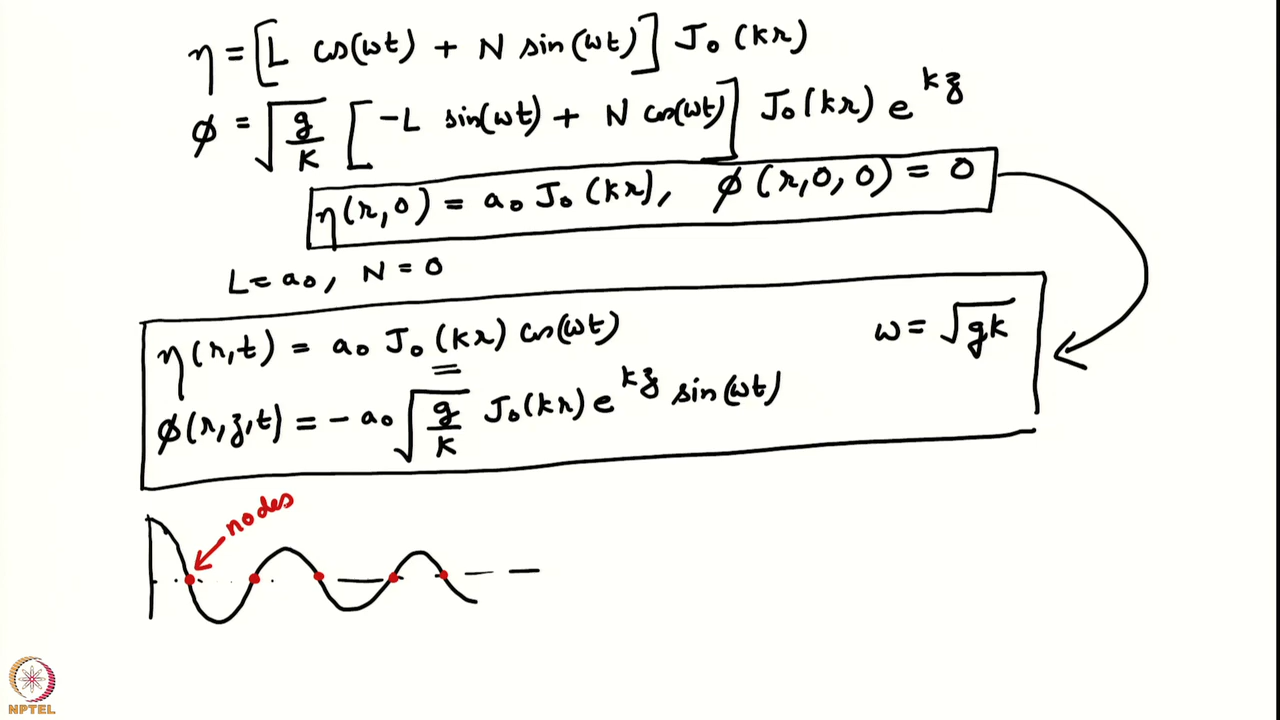 η = [L cos(ωt) + N sin(ωt)] J₀(kr)
φ = √(g/k) [-L sin(ωt) + N cos(ωt)] J₀(kr) e^{kz}
η(r,0) = a₀ J₀(kr), φ(r,0,0) = 0
L = a₀, N = 0
η(r,t) = a₀ J₀(kr) cos(ωt) ω = √gk
φ(r,z,t) = - a₀ √(g/k) J₀(kr) e^{kz} sin(ωt)
nodes
NPTEL